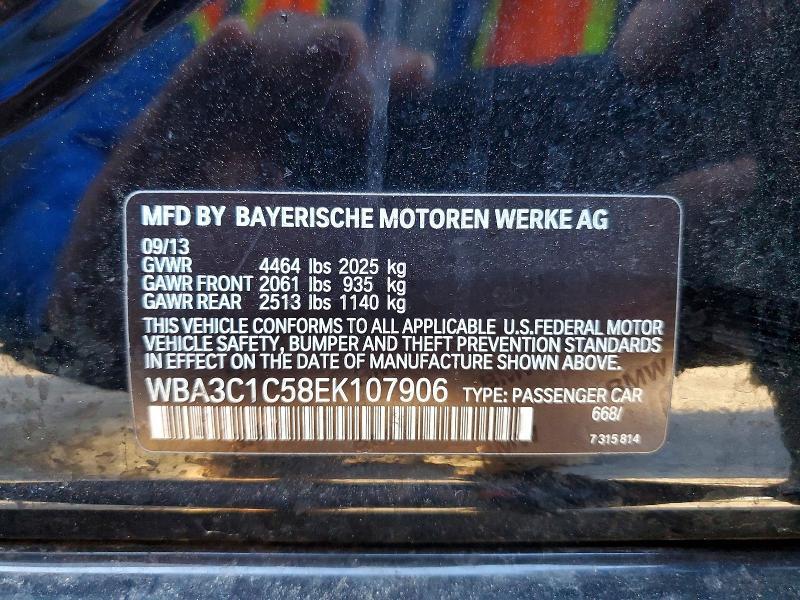 MFD BY BAYERISCHE MOTOREN WERKE AG
09/13
GVWR 4464 lbs 2025 kg
GAWR FRONT 2061 lbs 935 kg
GAWR REAR 2513 lbs 1140 kg
THIS VEHICLE CONFORMS TO ALL APPLICABLE U.S.FEDERAL MOTOR
VEHICLE SAFETY, BUMPER AND THEFT PREVENTION STANDARDS
IN EFFECT ON THE DATE OF MANUFACTURE SHOWN ABOVE.
BMW
WBA3C1C58EK107906 TYPE: PASSENGER CAR
668/
7 315 814